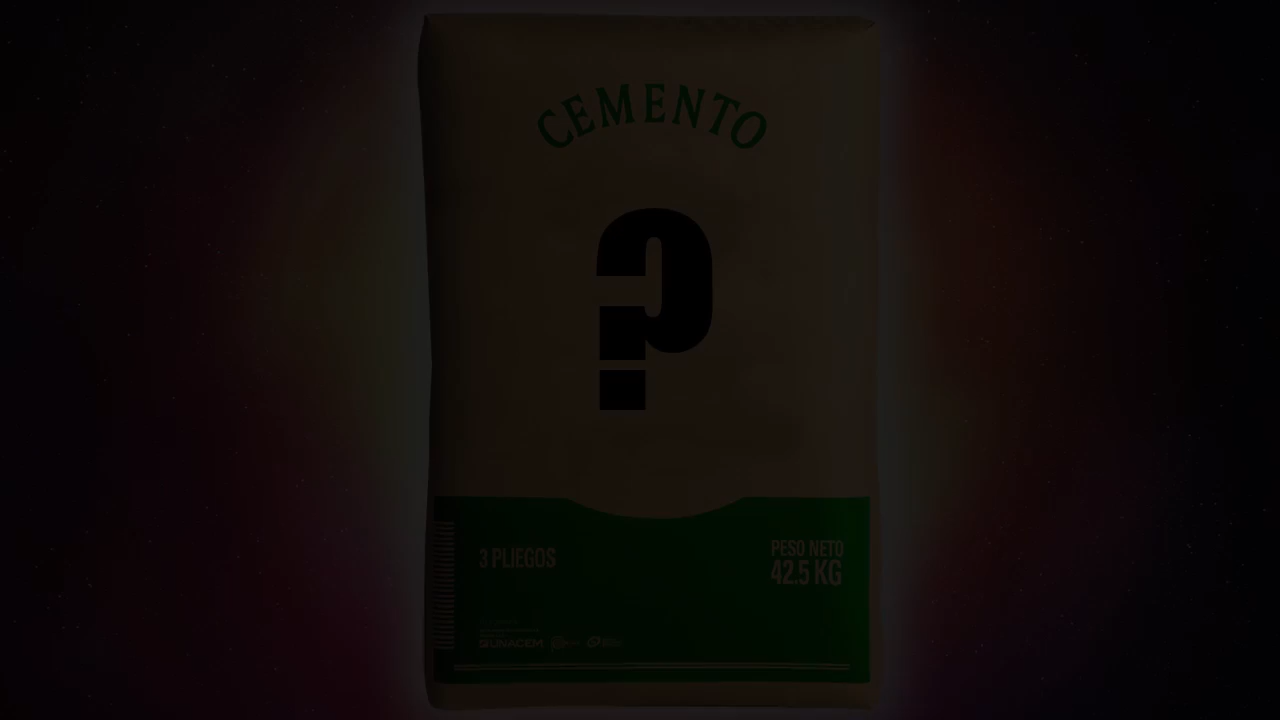 CEMENTO
?
3 PLIEGOS
PESO NETO
42.5 KG
UNACEM